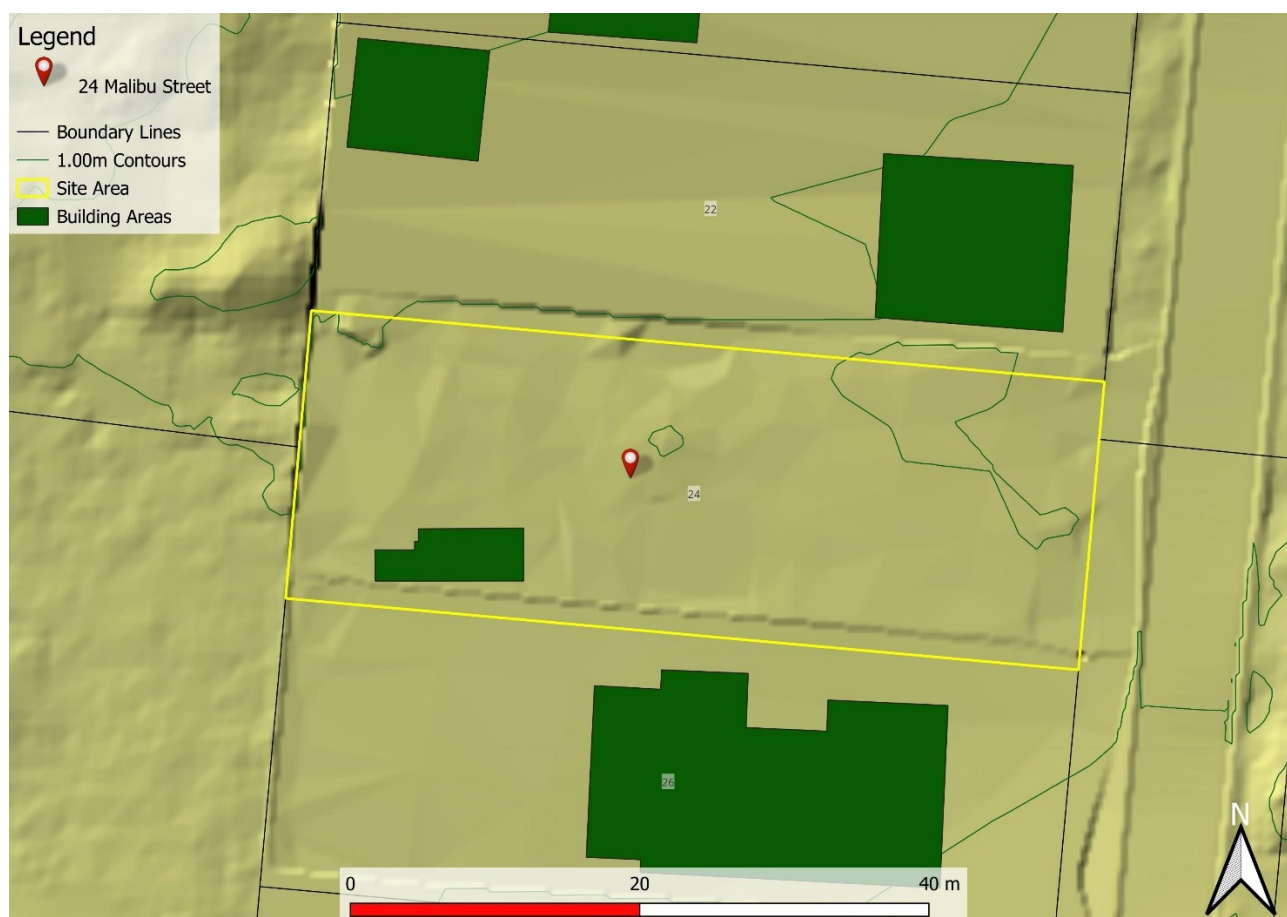 Legend
24 Malibu Street
Boundary Lines
1.00m Contours
Site Area
Building Areas
22
24
26
N
0 20 40 m